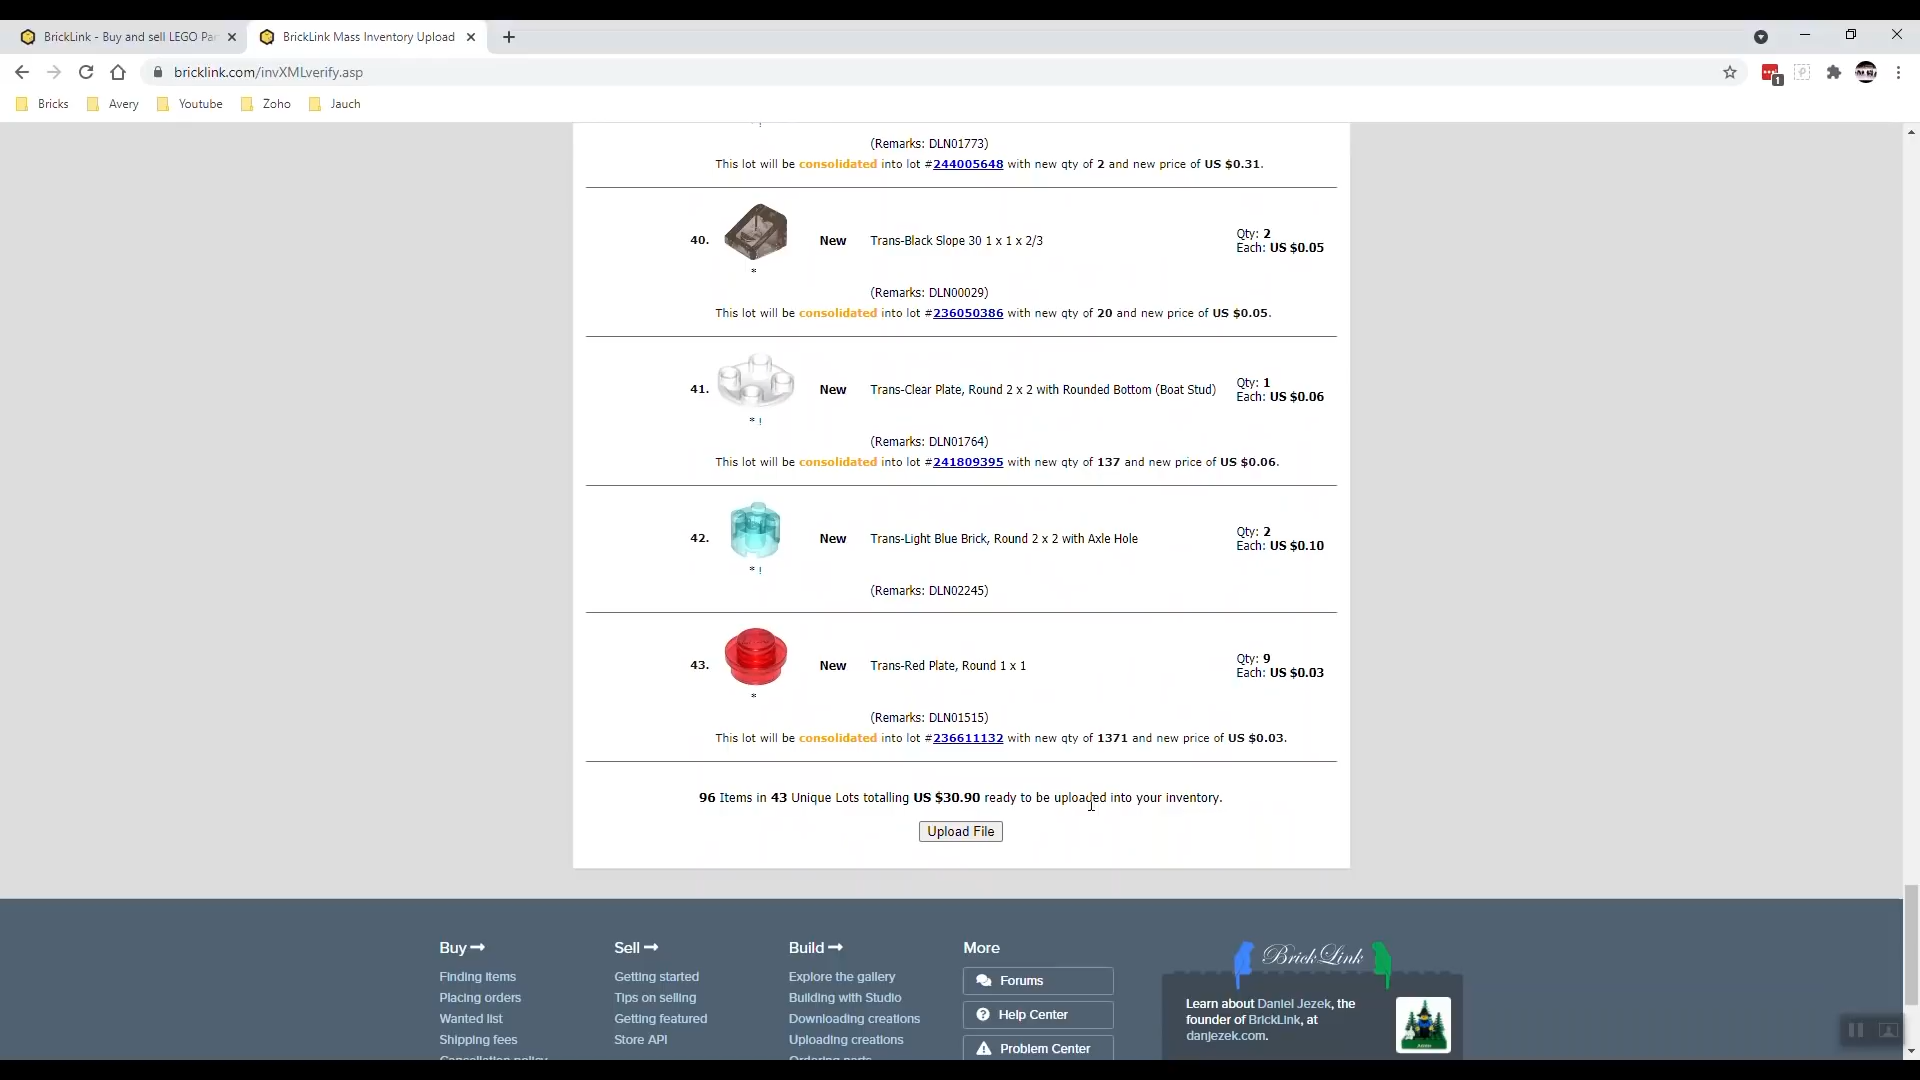 BrickLink - Buy and sell LEGO Pa
BrickLink Mass Inventory Upload
bricklink.com/invXMLverify.asp
1
Bricks
Avery
Youtube
Zoho
Jauch
(Remarks: DLN01773)
This lot will be consolidated into lot #244005648 with new qty of 2 and new price of US $0.31.
40.
New
Trans-Black Slope 30 1 x 1 x 2/3
Qty: 2
Each: US $0.05
*
(Remarks: DLN00029)
This lot will be consolidated into lot #236050386 with new qty of 20 and new price of US $0.05.
41.
New
Trans-Clear Plate, Round 2 x 2 with Rounded Bottom (Boat Stud)
Qty: 1
Each: US $0.06
* !
(Remarks: DLN01764)
This lot will be consolidated into lot #241809395 with new qty of 137 and new price of US $0.06.
42.
New
Trans-Light Blue Brick, Round 2 x 2 with Axle Hole
Qty: 2
Each: US $0.10
* !
(Remarks: DLN02245)
43.
New
Trans-Red Plate, Round 1 x 1
Qty: 9
Each: US $0.03
*
(Remarks: DLN01515)
This lot will be consolidated into lot #236611132 with new qty of 1371 and new price of US $0.03.
96 Items in 43 Unique Lots totalling US $30.90 ready to be uploaded into your inventory.
Upload File
Buy
Finding items
Placing orders
Wanted list
Shipping fees
Cancellation policy
Sell
Getting started
Tips on selling
Getting featured
Store API
Build
Explore the gallery
Building with Studio
Downloading creations
Uploading creations
Ordering parts
More
Forums
Help Center
Problem Center
BrickLink
Learn about Daniel Jezek, the
founder of BrickLink, at
danjezek.com.